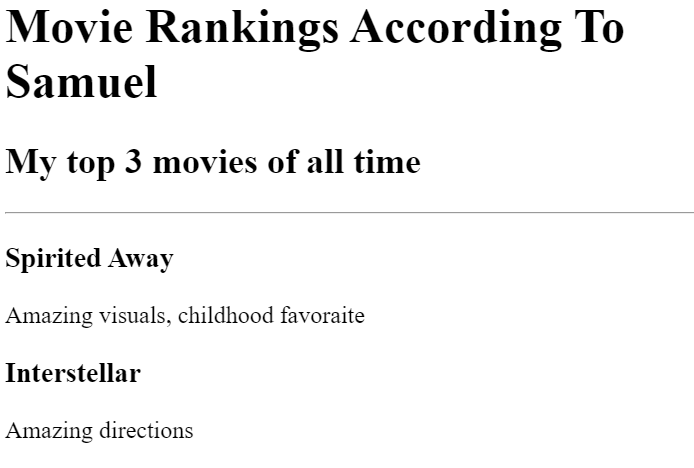 Movie Rankings According To
Samuel
My top 3 movies of all time
Spirited Away
Amazing visuals, childhood favoraite
Interstellar
Amazing directions